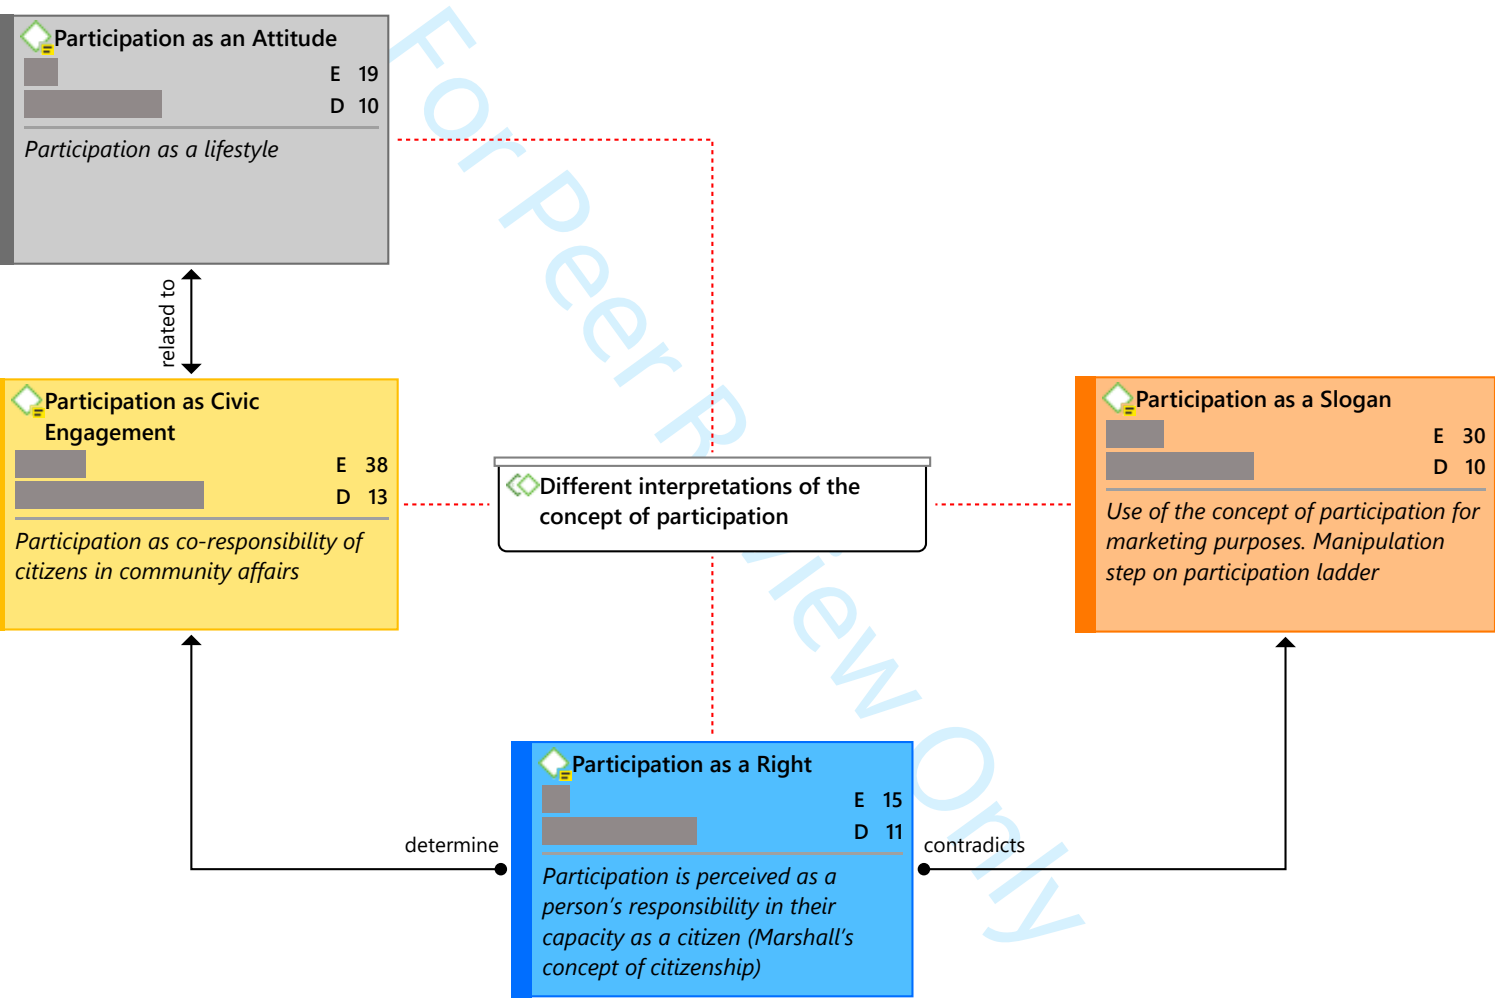 Participation as an Attitude
E 19
D 10
Participation as a lifestyle
related to
Participation as Civic
Engagement
E 38
D 13
Participation as co-responsibility of
citizens in community affairs
Different interpretations of the
concept of participation
Participation as a Slogan
E 30
D 10
Use of the concept of participation for
marketing purposes. Manipulation
step on participation ladder
Participation as a Right
E 15
D 11
Participation is perceived as a
person's responsibility in their
capacity as a citizen (Marshall's
concept of citizenship)
determine
contradicts
For Peer Review Only